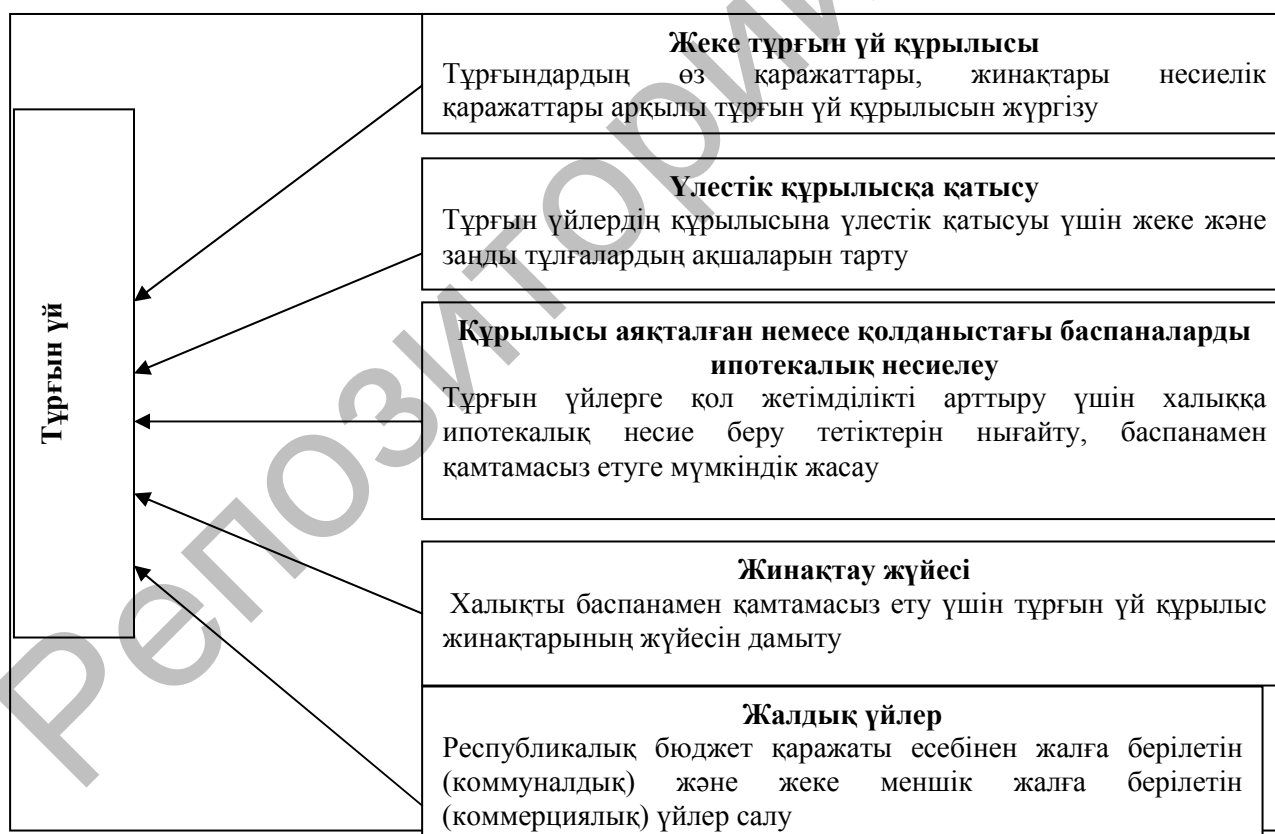 Жеке тұрғын үй құрылысы
Тұрғындардың өз қаражаттары, жинақтары несиелік
қаражаттары арқылы тұрғын үй құрылысын жүргізу
Үлестік құрылысқа қатысу
Тұрғын үйлердің құрылысына үлестік қатысуы үшін жеке және
заңды тұлғалардың ақшаларын тарту
Тұрғын үй
Құрылысы аяқталған немесе қолданыстағы баспаналарды
ипотекалық несиелеу
Тұрғын үйлерге қол жетімділікті арттыру үшін халыққа
ипотекалық несие беру тетіктерін нығайту, баспанамен
қамтамасыз етуге мүмкіндік жасау
Жинақтау жүйесі
Халықты баспанамен қамтамасыз ету үшін тұрғын үй құрылыс
жинақтарының жүйесін дамыту
Жалдық үйлер
Республикалық бюджет қаражаты есебінен жалға берілетін
(коммуналдық) және жеке меншік жалға берілетін
(коммерциялық) үйлер салу
Репозитори